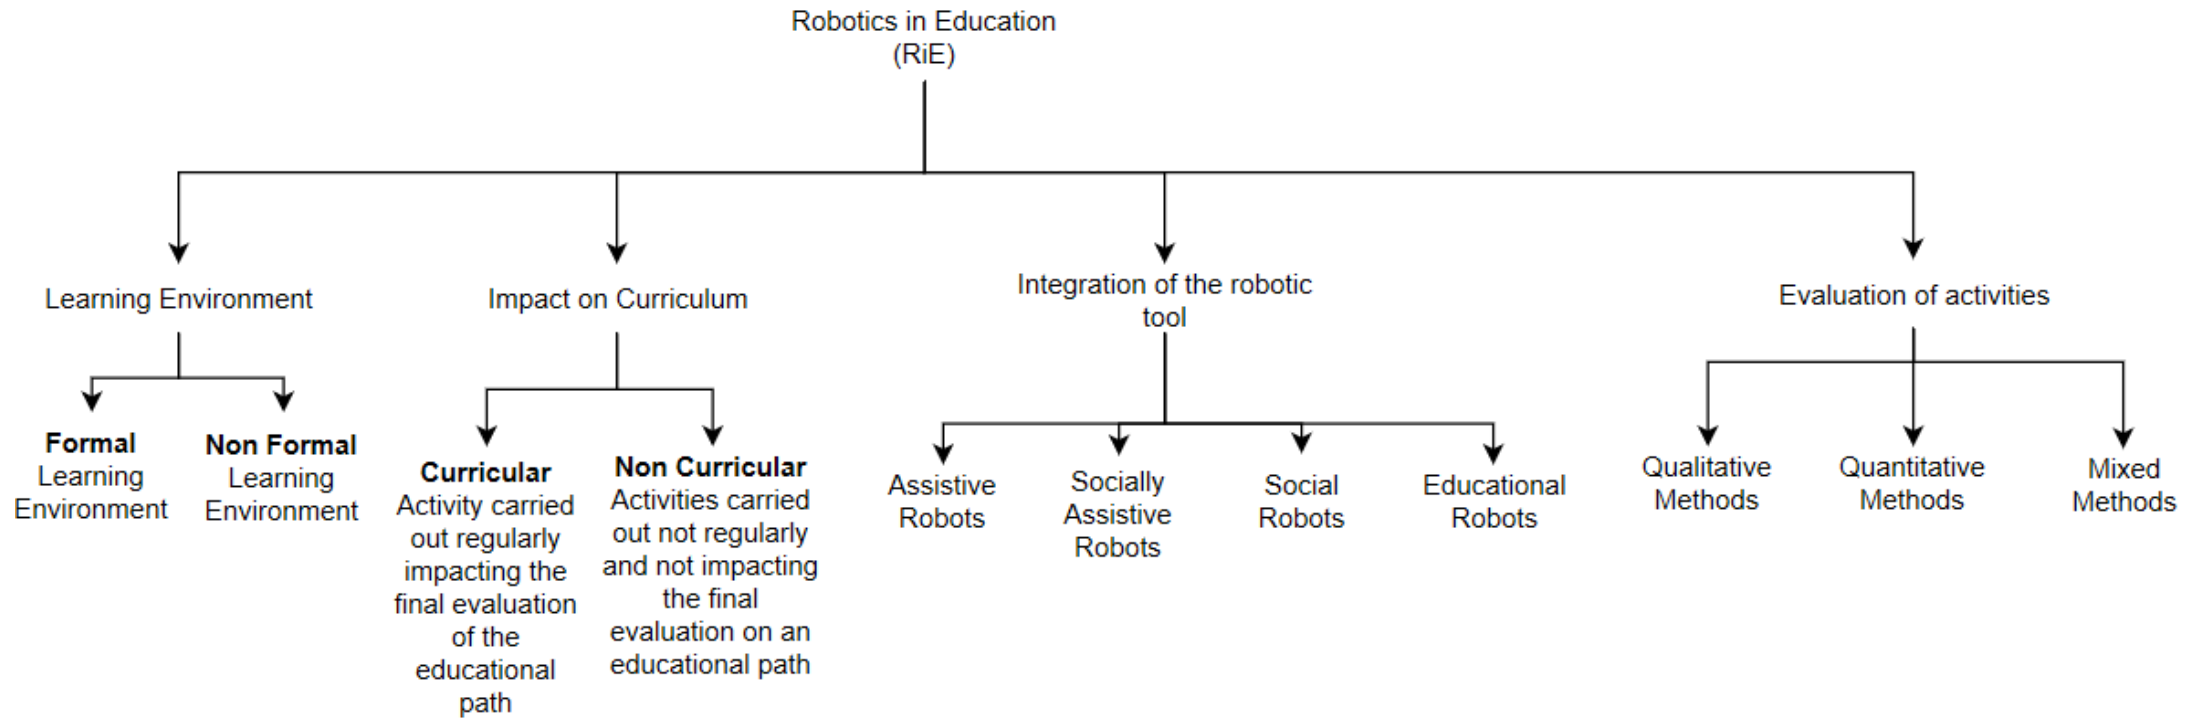 Robotics in Education
(RiE)
Learning Environment
Impact on Curriculum
Integration of the robotic
tool
Evaluation of activities
Formal
Learning
Environment
Non Formal
Learning
Environment
Curricular
Activity carried
out regularly
impacting the
final evaluation
of the
educational
path
Non Curricular
Activities carried
out not regularly
and not impacting
the final
evaluation on an
educational path
Assistive
Robots
Socially
Assistive
Robots
Social
Robots
Educational
Robots
Qualitative
Methods
Quantitative
Methods
Mixed
Methods